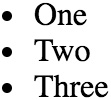 • One
• Two
• Three